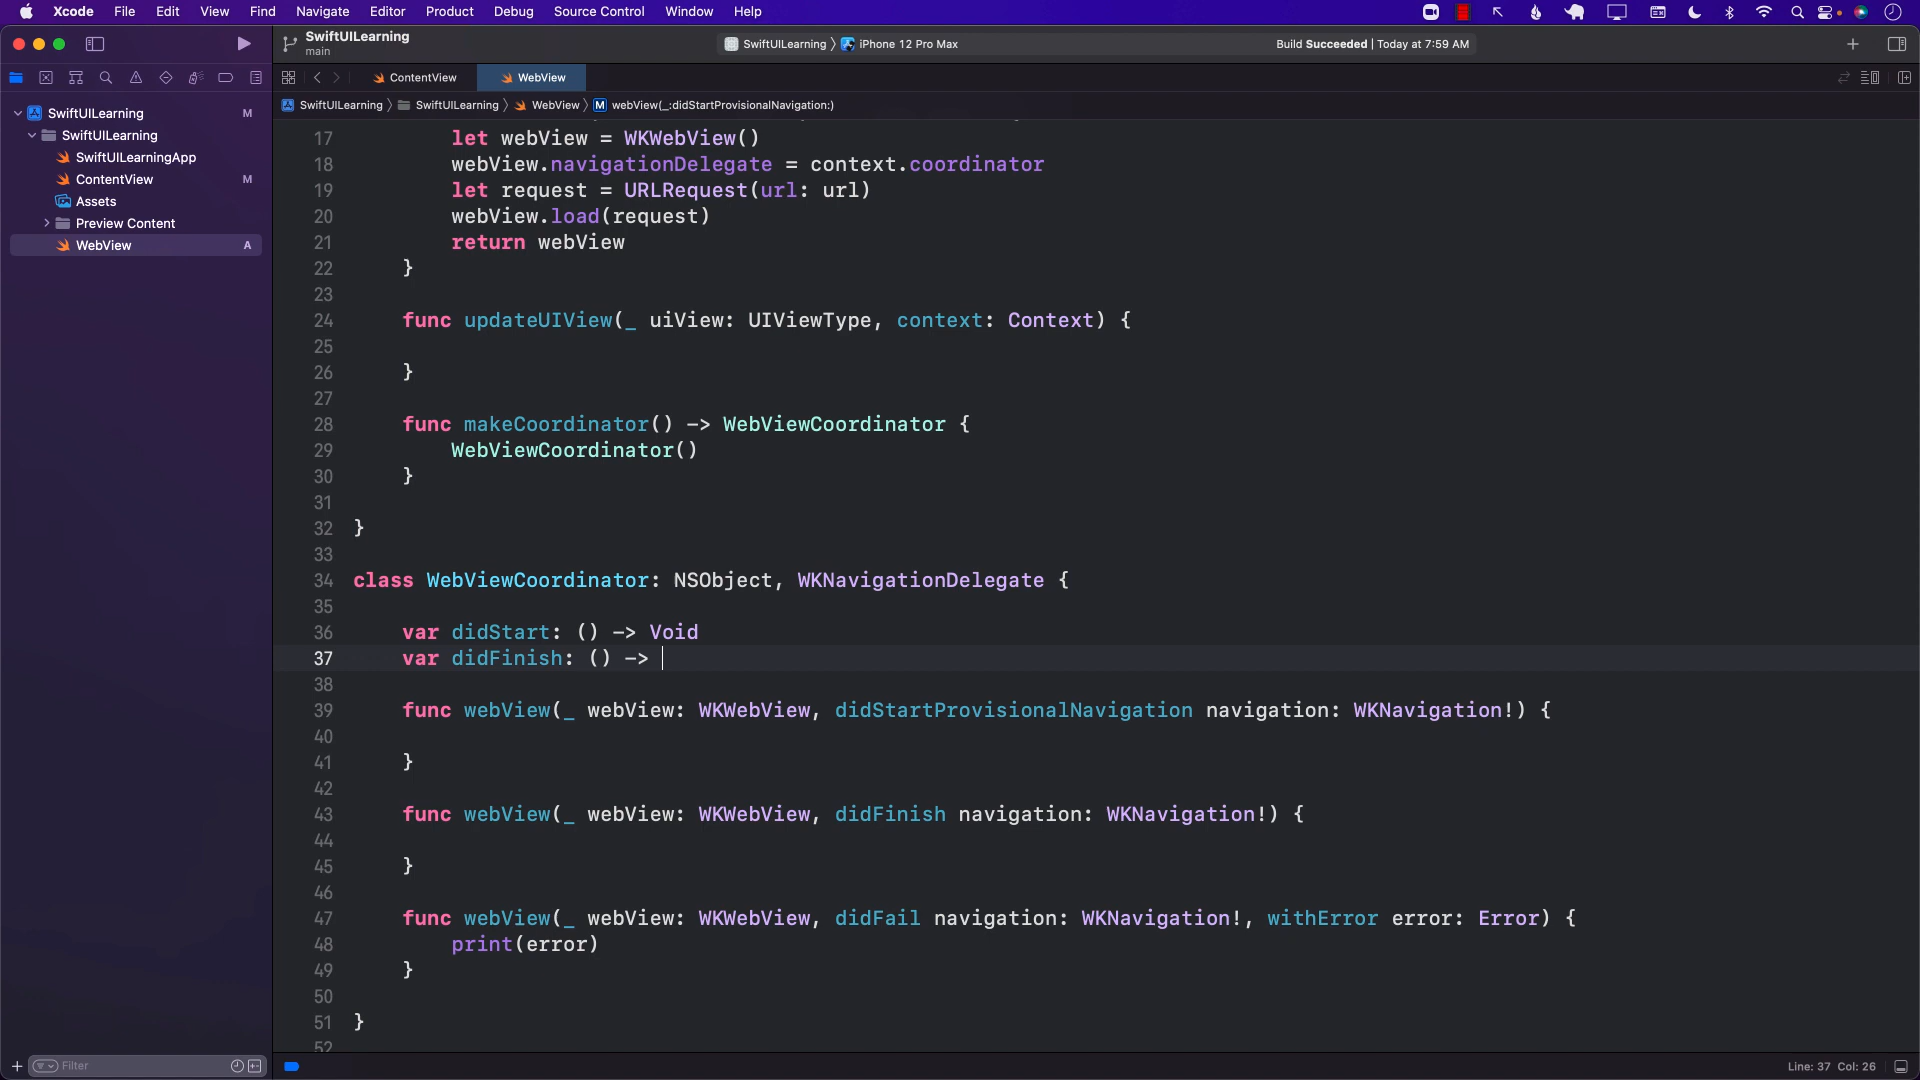 Xcode File Edit View Find Navigate Editor Product Debug Source Control Window Help
SwiftUILearning
main
SwiftUILearning iPhone 12 Pro Max
Build Succeeded | Today at 7:59 AM
ContentView
WebView
SwiftUILearning SwiftUILearning WebView M webView(_:didStartProvisionalNavigation:)
SwiftUILearning M
SwiftUILearning
SwiftUILearningApp
ContentView M
Assets
Preview Content
WebView A
17 let webView = WKWebView()
18 webView.navigationDelegate = context.coordinator
19 let request = URLRequest(url: url)
20 webView.load(request)
21 return webView
22 }
23
24 func updateUIView(_ uiView: UIViewType, context: Context) {
25
26 }
27
28 func makeCoordinator() -> WebViewCoordinator {
29 WebViewCoordinator()
30 }
31
32 }
33
34 class WebViewCoordinator: NSObject, WKNavigationDelegate {
35
36 var didStart: () -> Void
37 var didFinish: () ->
38
39 func webView(_ webView: WKWebView, didStartProvisionalNavigation navigation: WKNavigation!) {
40
41 }
42
43 func webView(_ webView: WKWebView, didFinish navigation: WKNavigation!) {
44
45 }
46
47 func webView(_ webView: WKWebView, didFail navigation: WKNavigation!, withError error: Error) {
48 print(error)
49 }
50
51 }
52
Filter
Line: 37 Col: 26